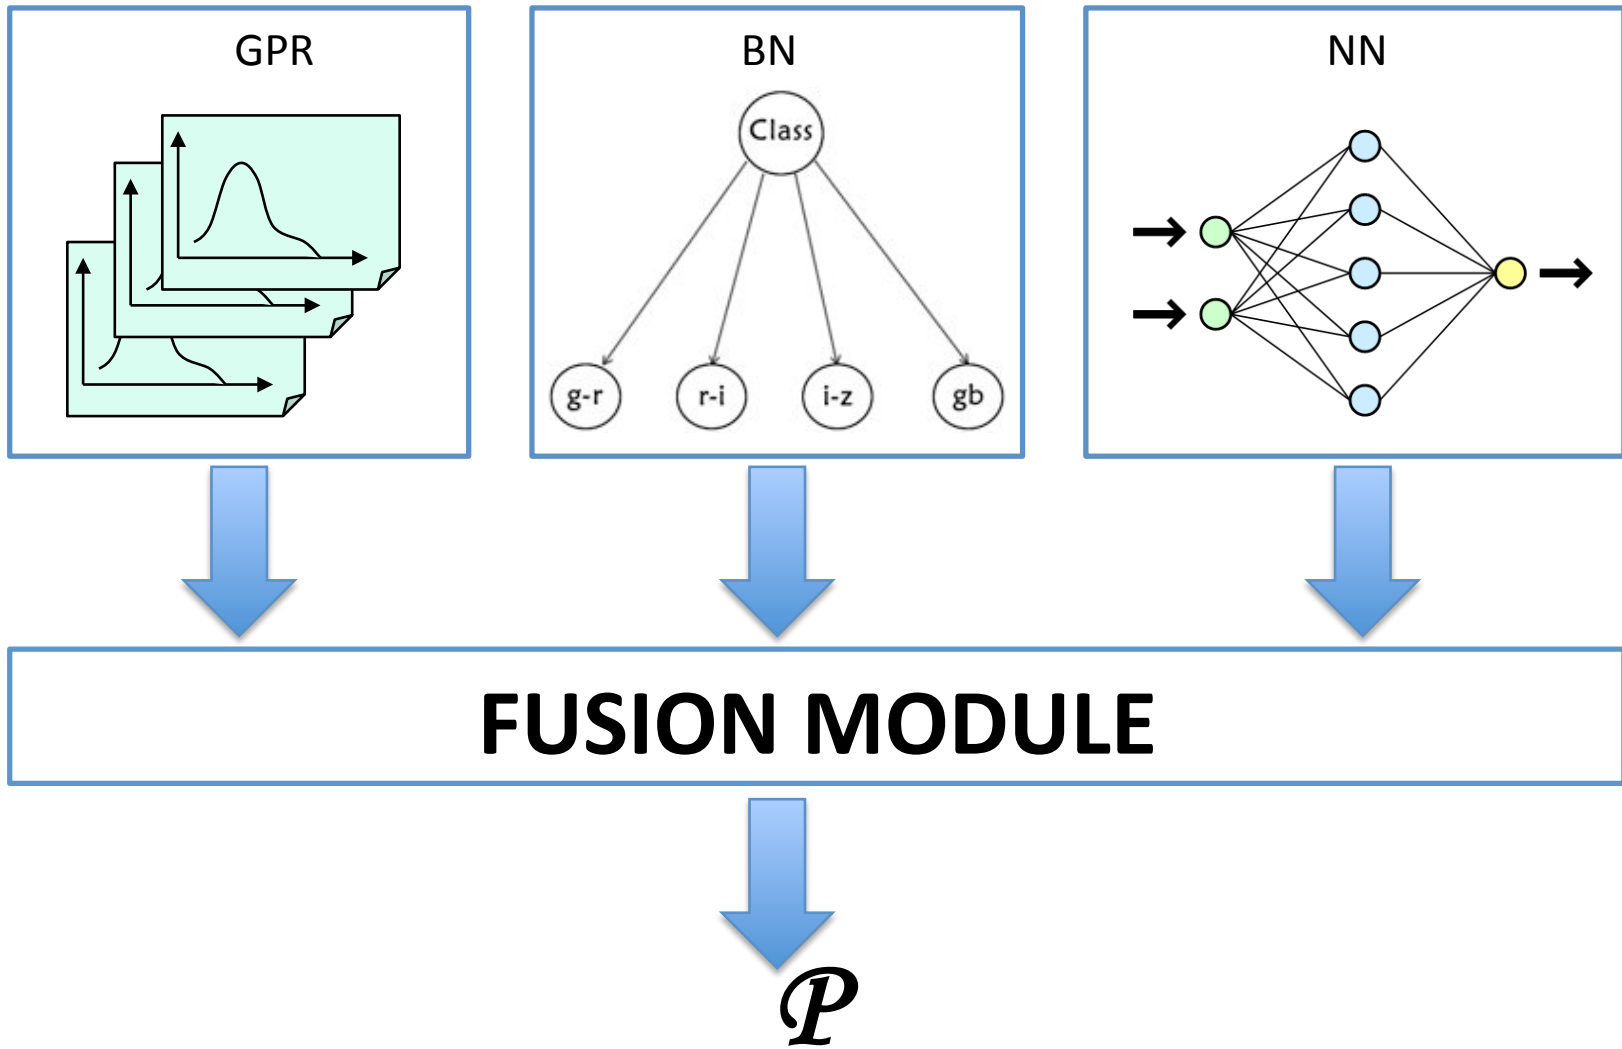 GPR
BN
NN
Class
g-r
r-i
i-z
gb
FUSION MODULE
𝒫